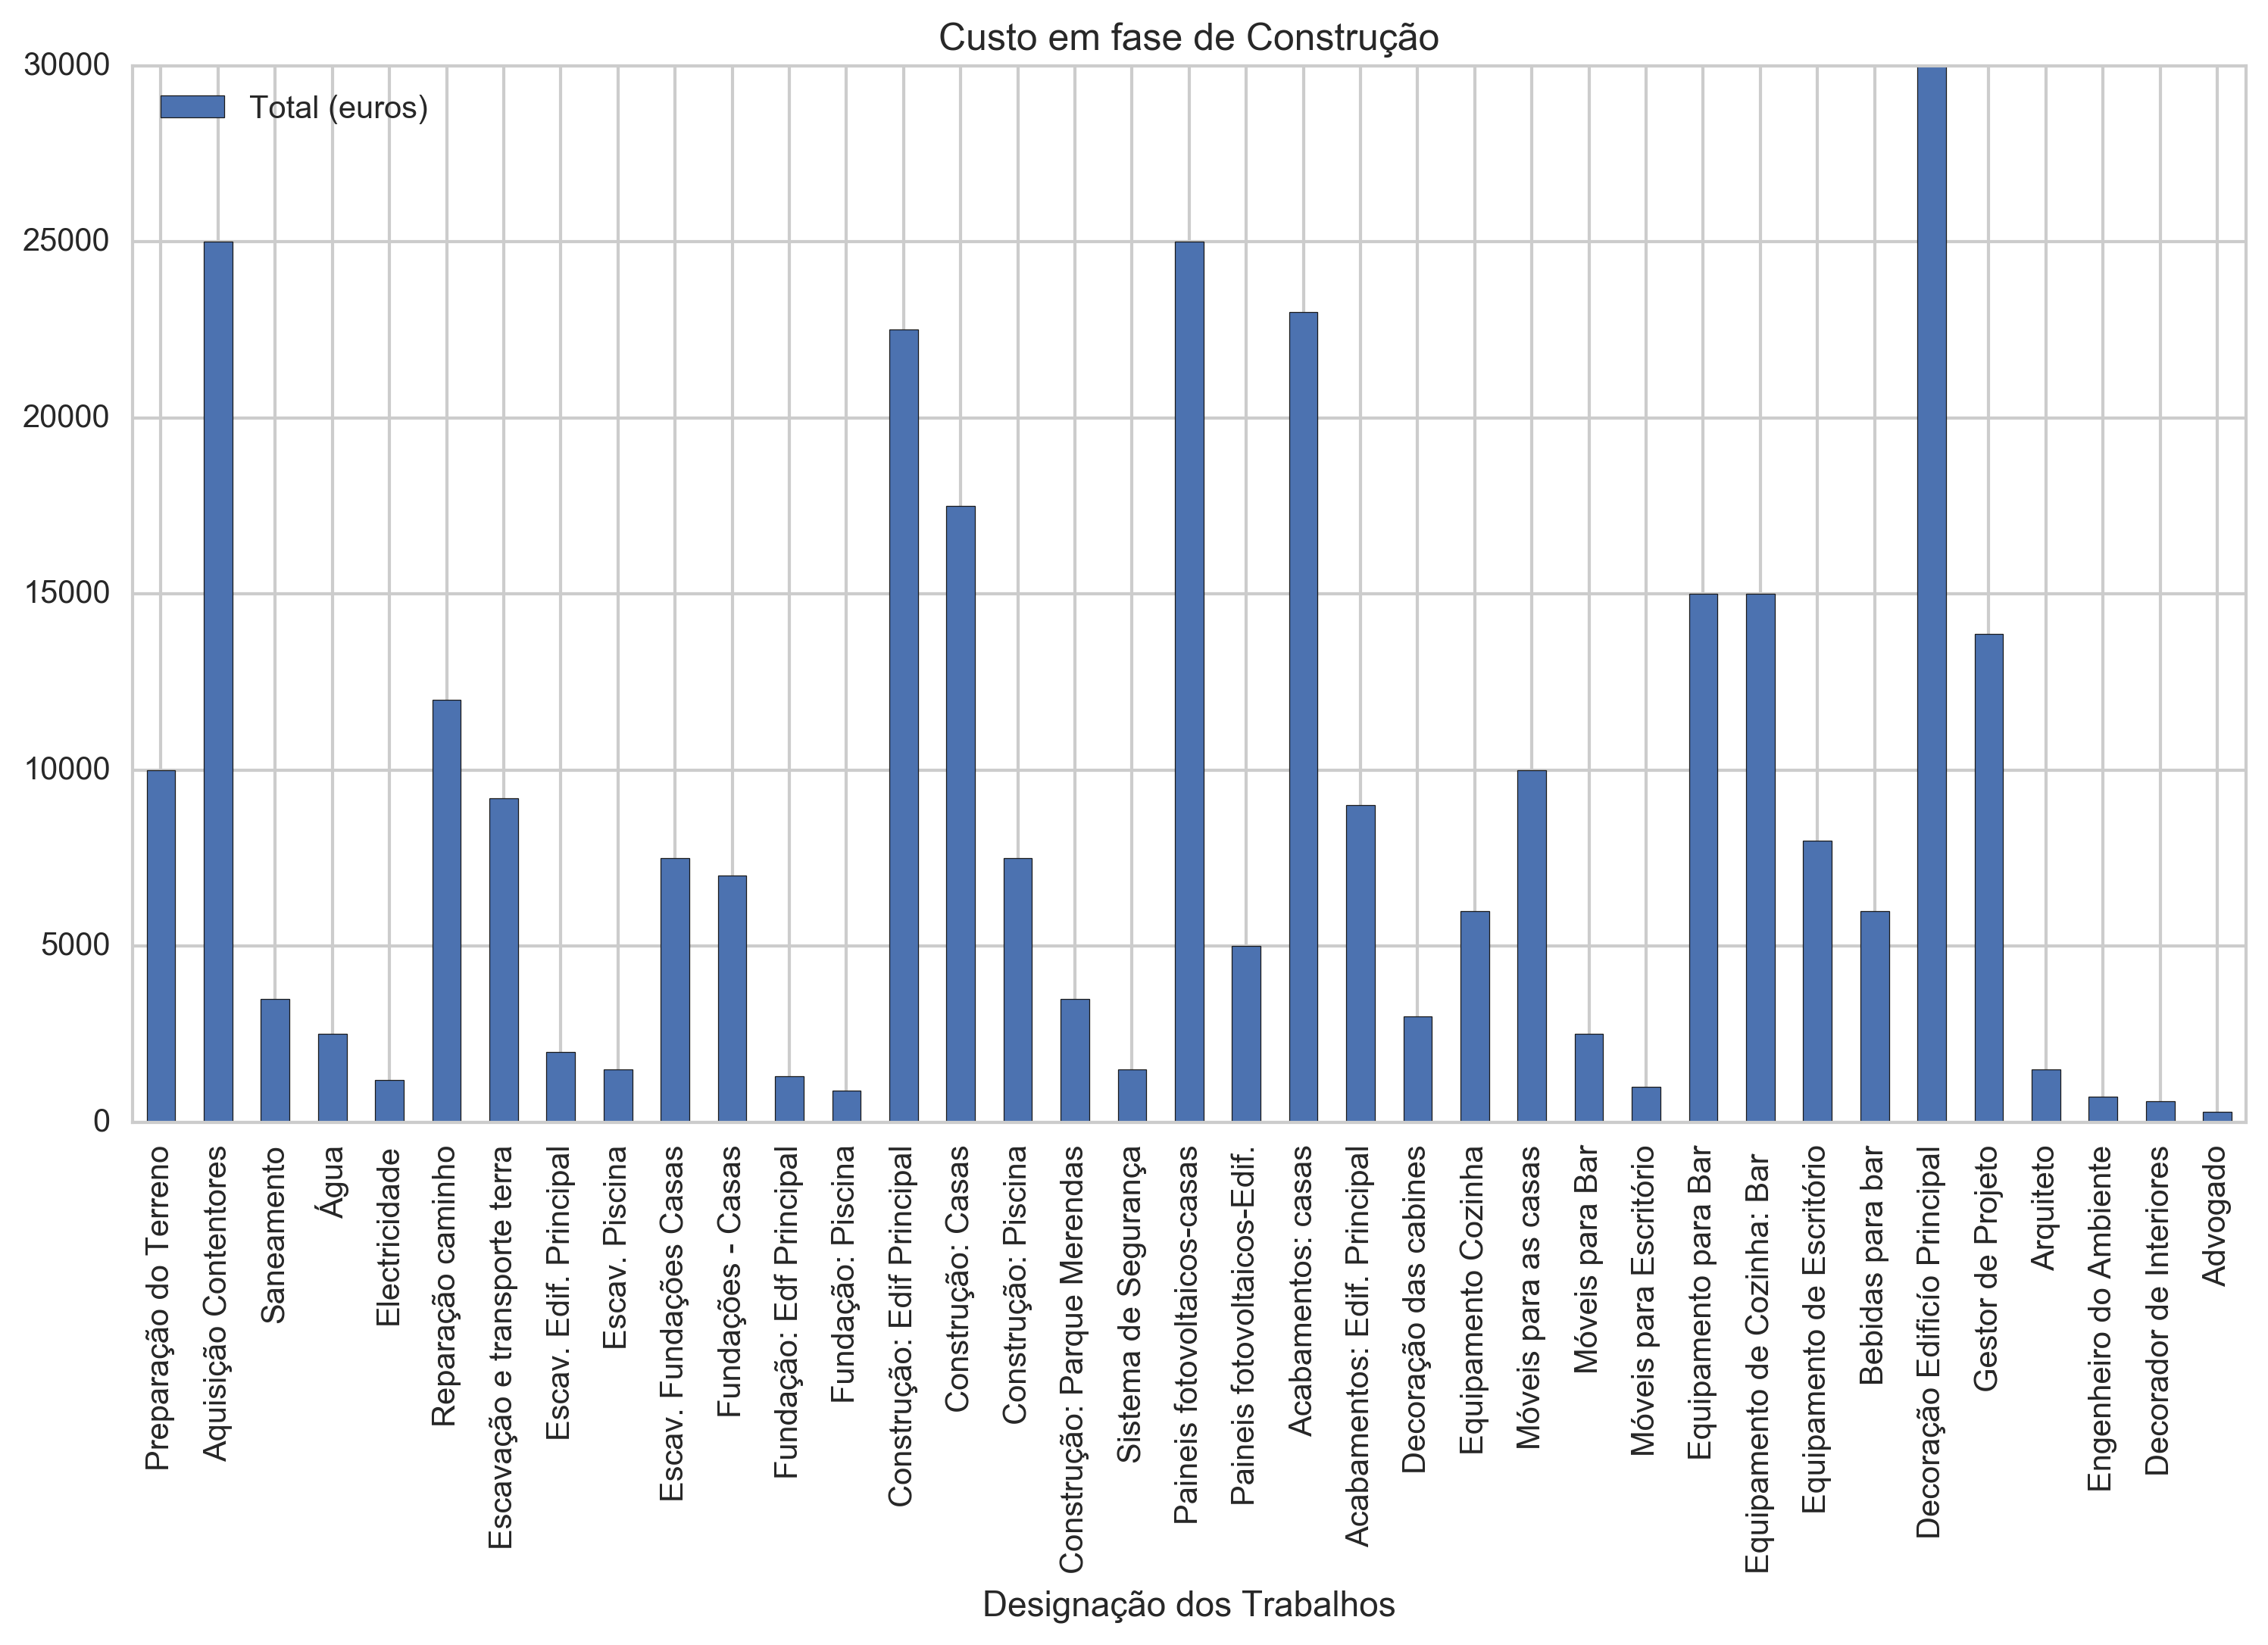 Custo em fase de Construção
Total (euros)
30000
25000
20000
15000
10000
5000
0
Preparação do Terreno
Aquisição Contentores
Saneamento
Água
Electricidade
Reparação caminho
Escavação e transporte terra
Escav. Edif. Principal
Escav. Piscina
Escav. Fundações Casas
Fundações - Casas
Fundação: Edf Principal
Fundação: Piscina
Construção: Edif Principal
Construção: Casas
Construção: Piscina
Construção: Parque Merendas
Sistema de Segurança
Paineis fotovoltaicos-casas
Paineis fotovoltaicos-Edif.
Acabamentos: casas
Acabamentos: Edif. Principal
Decoração das cabines
Equipamento Cozinha
Móveis para as casas
Móveis para Bar
Móveis para Escritório
Equipamento para Bar
Equipamento de Cozinha: Bar
Equipamento de Escritório
Bebidas para bar
Decoração Edifício Principal
Gestor de Projeto
Arquiteto
Engenheiro do Ambiente
Decorador de Interiores
Advogado
Designação dos Trabalhos